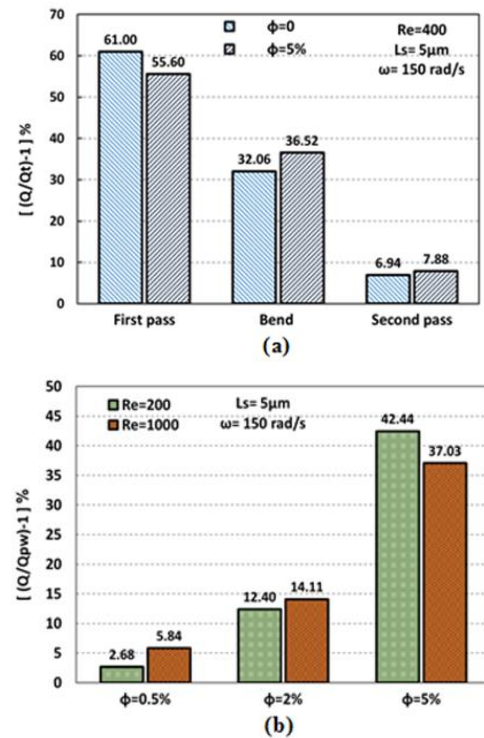 70
60
50
40
30
20
10
0
[ (Q/Qt)-1 ] %
ϕ=0
ϕ=5%
Re=400
Ls= 5µm
ω= 150 rad/s
61.00
55.60
32.06
36.52
6.94
7.88
First pass
Bend
Second pass
(a)
50
45
40
35
30
25
20
15
10
5
0
[ (Q/Qpw)-1 ] %
Re=200
Re=1000
Ls= 5µm
ω= 150 rad/s
2.68
5.84
12.40
14.11
42.44
37.03
ϕ=0.5%
ϕ=2%
ϕ=5%
(b)